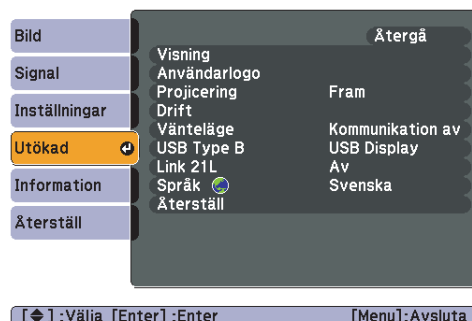 Bild
Signal
Inställningar
Utökad
Information
Återställ
Återgå
Visning
Användarlogo
Projicering Fram
Drift
Vänteläge Kommunikation av
USB Type B USB Display
Link 21L Av
Språk Svenska
Återställ
[◆] :Välja [Enter] :Enter [Menu]:Avsluta